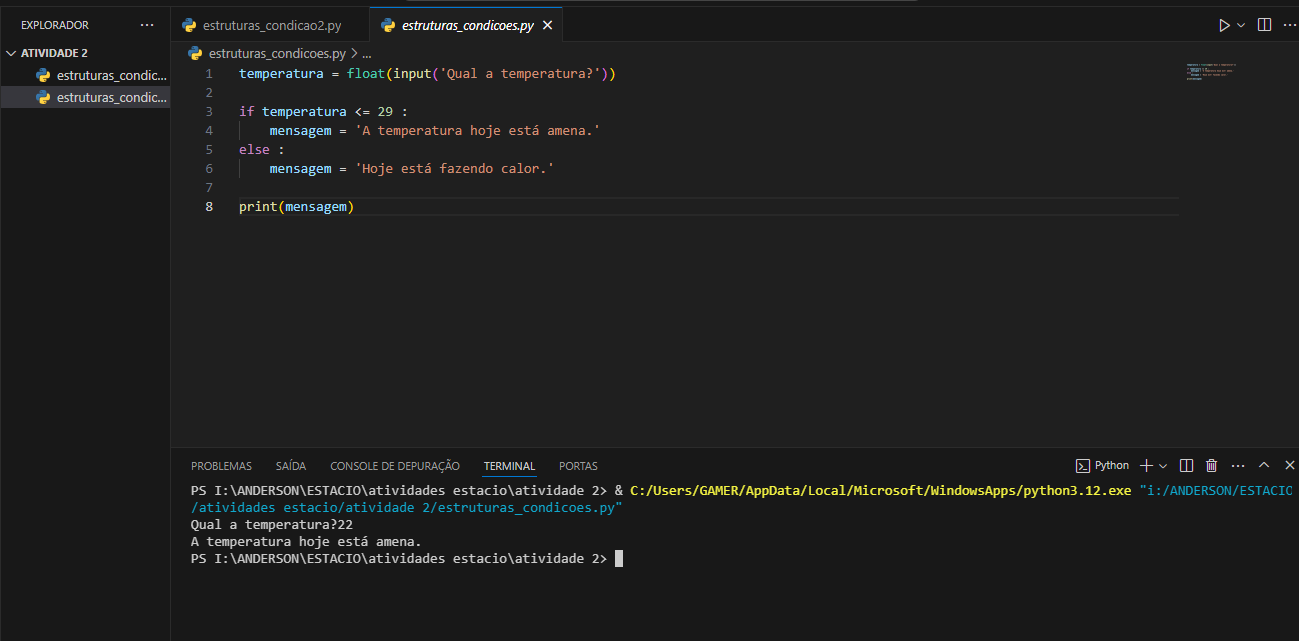 EXPLORADOR
ATIVIDADE 2
estruturas_condic...
estruturas_condic...
estruturas_condicao2.py
estruturas_condicoes.py
estruturas_condicoes.py > ...
1 temperatura = float(input('Qual a temperatura?'))
2
3 if temperatura <= 29 :
4     mensagem = 'A temperatura hoje está amena.'
5 else :
6     mensagem = 'Hoje está fazendo calor.'
7
8 print(mensagem)
PROBLEMAS SAÍDA CONSOLE DE DEPURAÇÃO TERMINAL PORTAS Python
PS I:\ANDERSON\ESTACIO\atividades estacio\atividade 2> & C:/Users/GAMER/AppData/Local/Microsoft/WindowsApps/python3.12.exe "i:/ANDERSON/ESTACIO
/atividades estacio/atividade 2/estruturas_condicoes.py"
Qual a temperatura?22
A temperatura hoje está amena.
PS I:\ANDERSON\ESTACIO\atividades estacio\atividade 2>